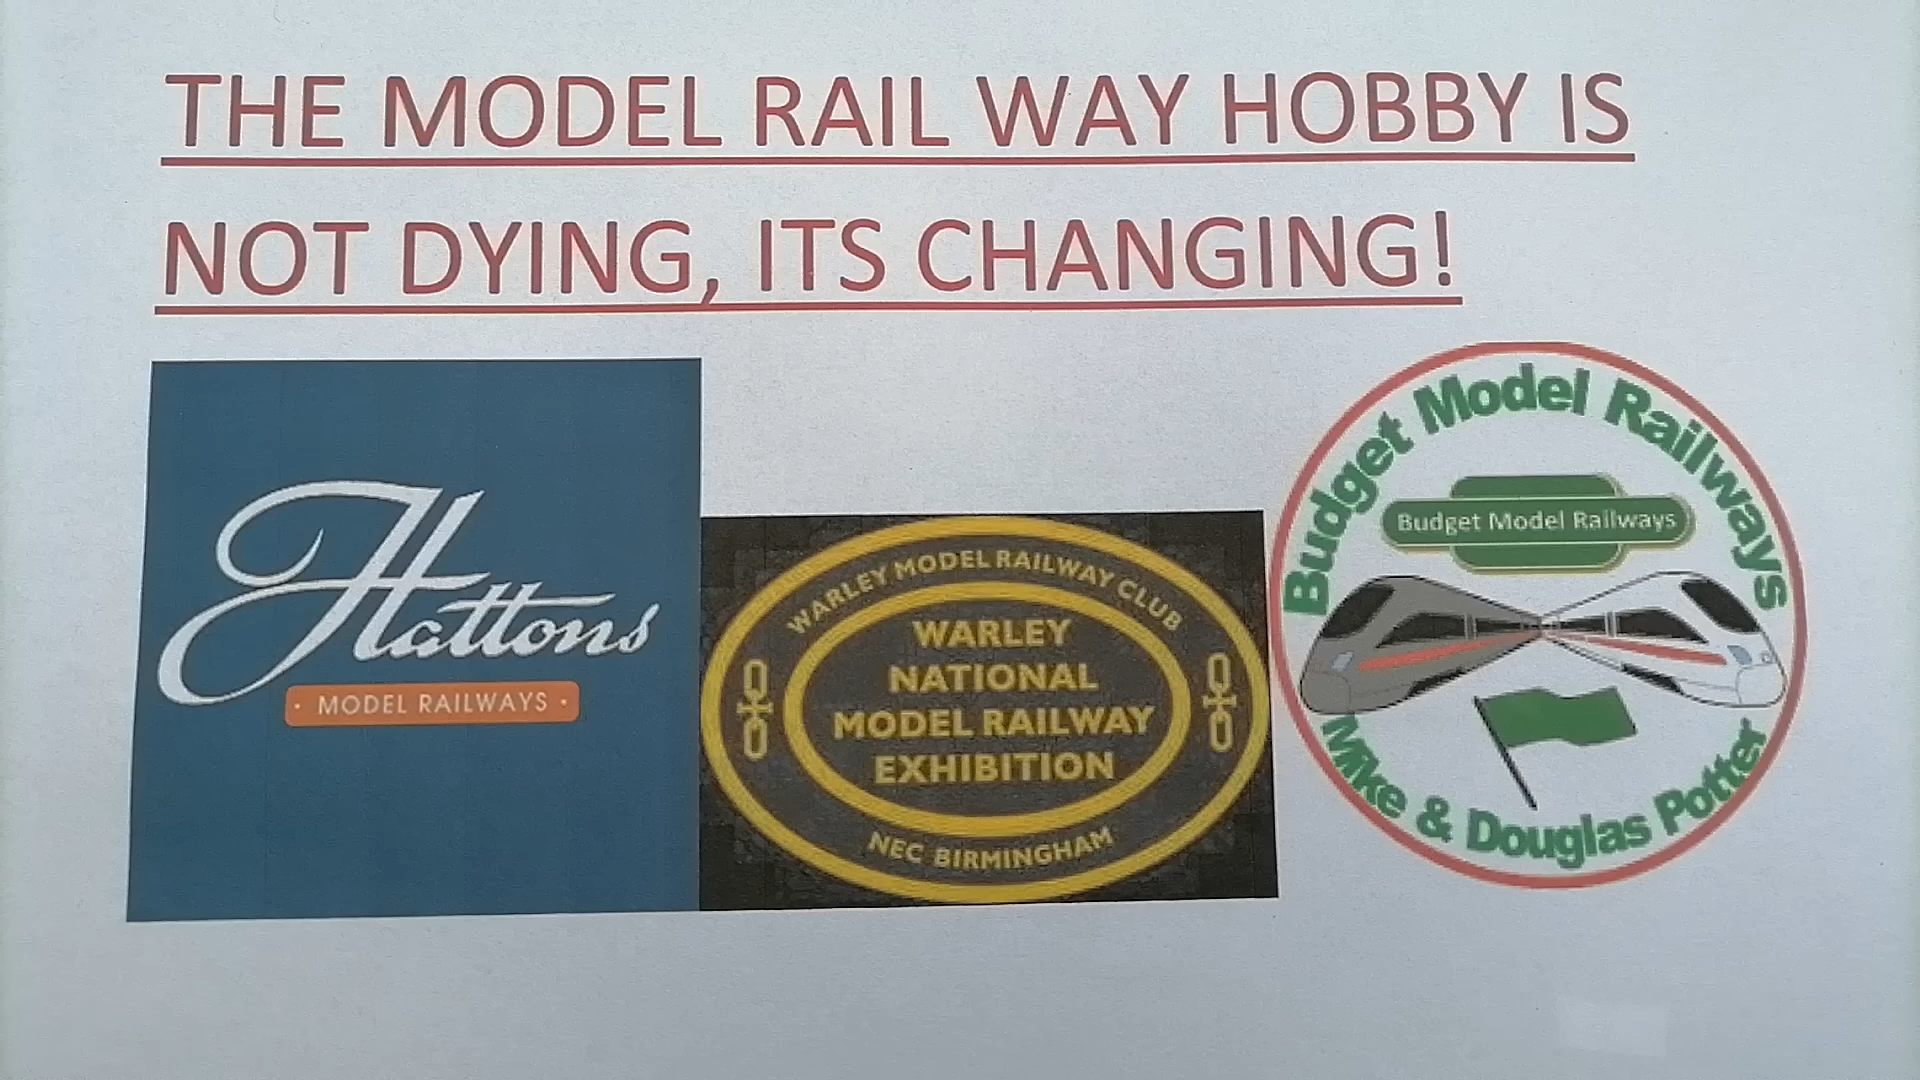 THE MODEL RAIL WAY HOBBY IS
NOT DYING, ITS CHANGING!
Hattons
· MODEL RAILWAYS ·
WARLEY MODEL RAILWAY CLUB
WARLEY
NATIONAL
MODEL RAILWAY
EXHIBITION
NEC BIRMINGHAM
Budget Model Railways
Budget Model Railways
Mike & Douglas Potter